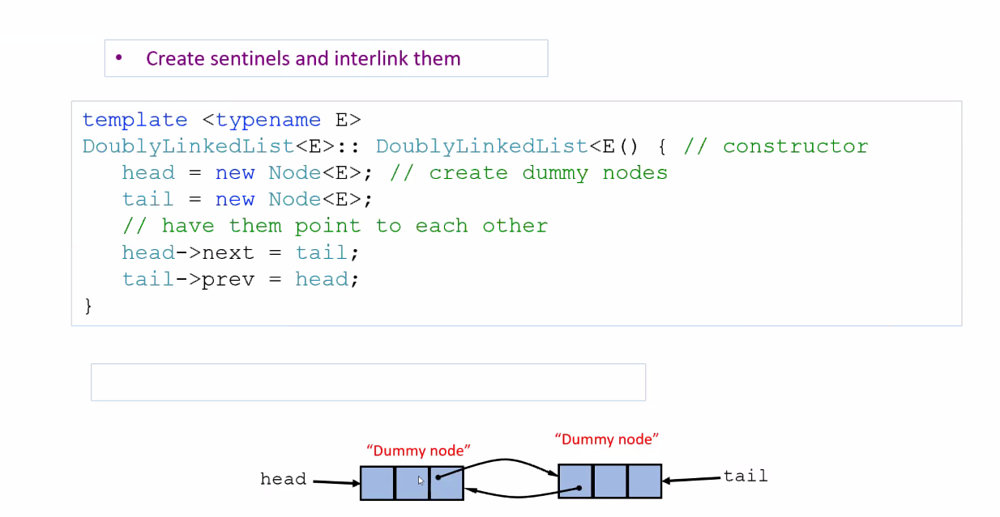 • Create sentinels and interlink them
template <typename E>
DoublyLinkedList<E>:: DoublyLinkedList<E() { // constructor
head = new Node<E>; // create dummy nodes
tail = new Node<E>;
// have them point to each other
head->next = tail;
tail->prev = head;
}
“Dummy node”
“Dummy node”
head
tail